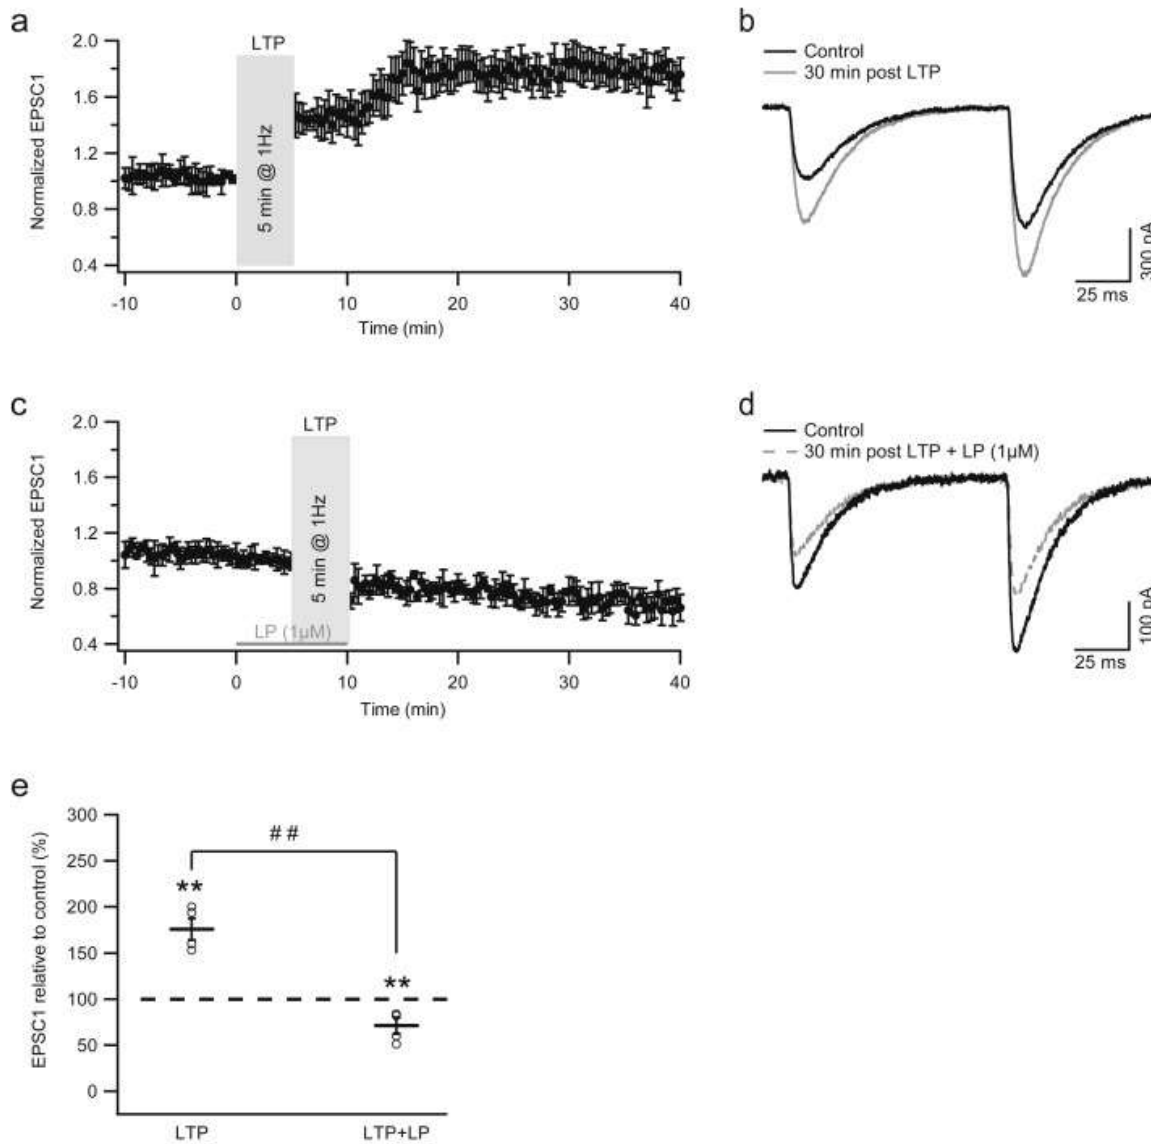 a
LTP
2.0
1.6
1.2
0.8
0.4
Normalized EPSC1
5 min @ 1Hz
-10 0 10 20 30 40
Time (min)
b
Control
30 min post LTP
300 pA
25 ms
c
LTP
2.0
1.6
1.2
0.8
0.4
Normalized EPSC1
5 min @ 1Hz
LP (1µM)
-10 0 10 20 30 40
Time (min)
d
Control
30 min post LTP + LP (1µM)
100 pA
25 ms
e
300
250
200
150
100
50
0
EPSC1 relative to control (%)
# #
**
**
LTP LTP+LP